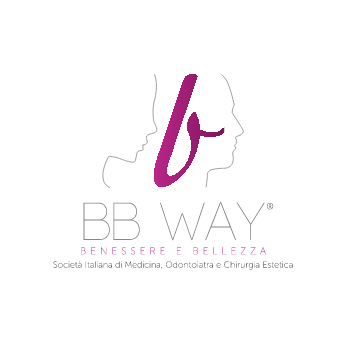 b
BB WAY®
BENESSERE E BELLEZZA
Società Italiana di Medicina, Odontoiatra e Chirurgia Estetica